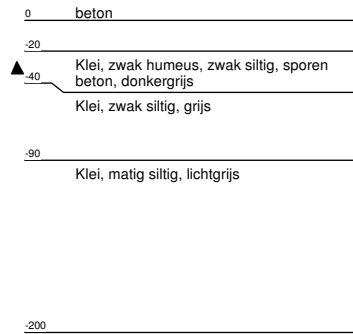 0 beton
-20
Klei, zwak humeus, zwak siltig, sporen
beton, donkergrijs
-40
Klei, zwak siltig, grijs
-90
Klei, matig siltig, lichtgrijs
-200